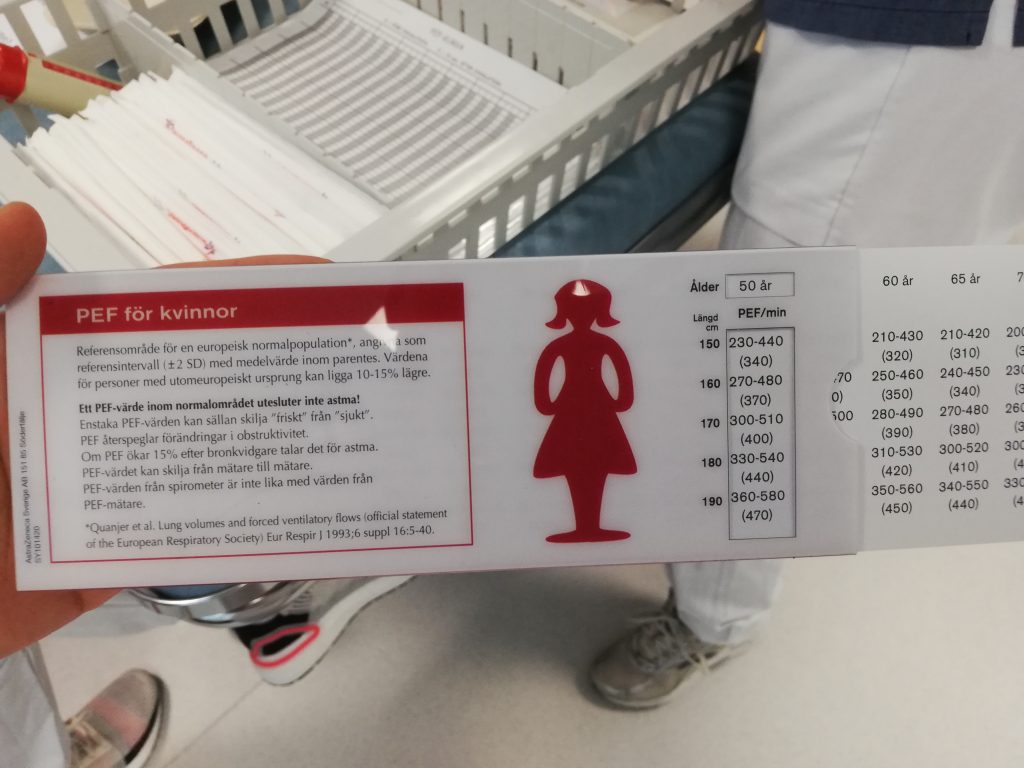 PEF för kvinnor
Referensområde för en europeisk normalpopulation*, som
referensintervall (±2 SD) med medelvärde inom parentes. Värdena
för personer med utomeuropeiskt ursprung kan ligga 10-15% lägre.
Ett PEF-värde inom normalområdet utesluter inte astma!
Enstaka PEF-värden kan sällan skilja "friskt" från "sjukt".
PEF återspeglar förändringar i obstruktivitet.
Om PEF ökar 15% efter bronkvidgare talar det för astma.
PEF-värdet kan skilja från mätare till mätare.
PEF-värden från spirometer är inte lika med värden från
PEF-mätare.
*Quanjer et al. Lung volumes and forced ventilatory flows (official statement
of the European Respiratory Society) Eur Respir J 1993;6 suppl 16:5-40.
AstraZeneca Sverige AB 151 85 Södertälje
SY101420
Ålder 50 år 60 år 65 år
Längd PEF/min
cm
150 230-440 210-430 210-420
(340) (320) (310)
160 270-480 250-460 240-450
(370) (350) (340)
170 300-510 280-490 270-480
(400) (390) (380)
180 330-540 310-530 300-520
(440) (420) (410)
190 360-580 350-560 340-550
(470) (450) (440)